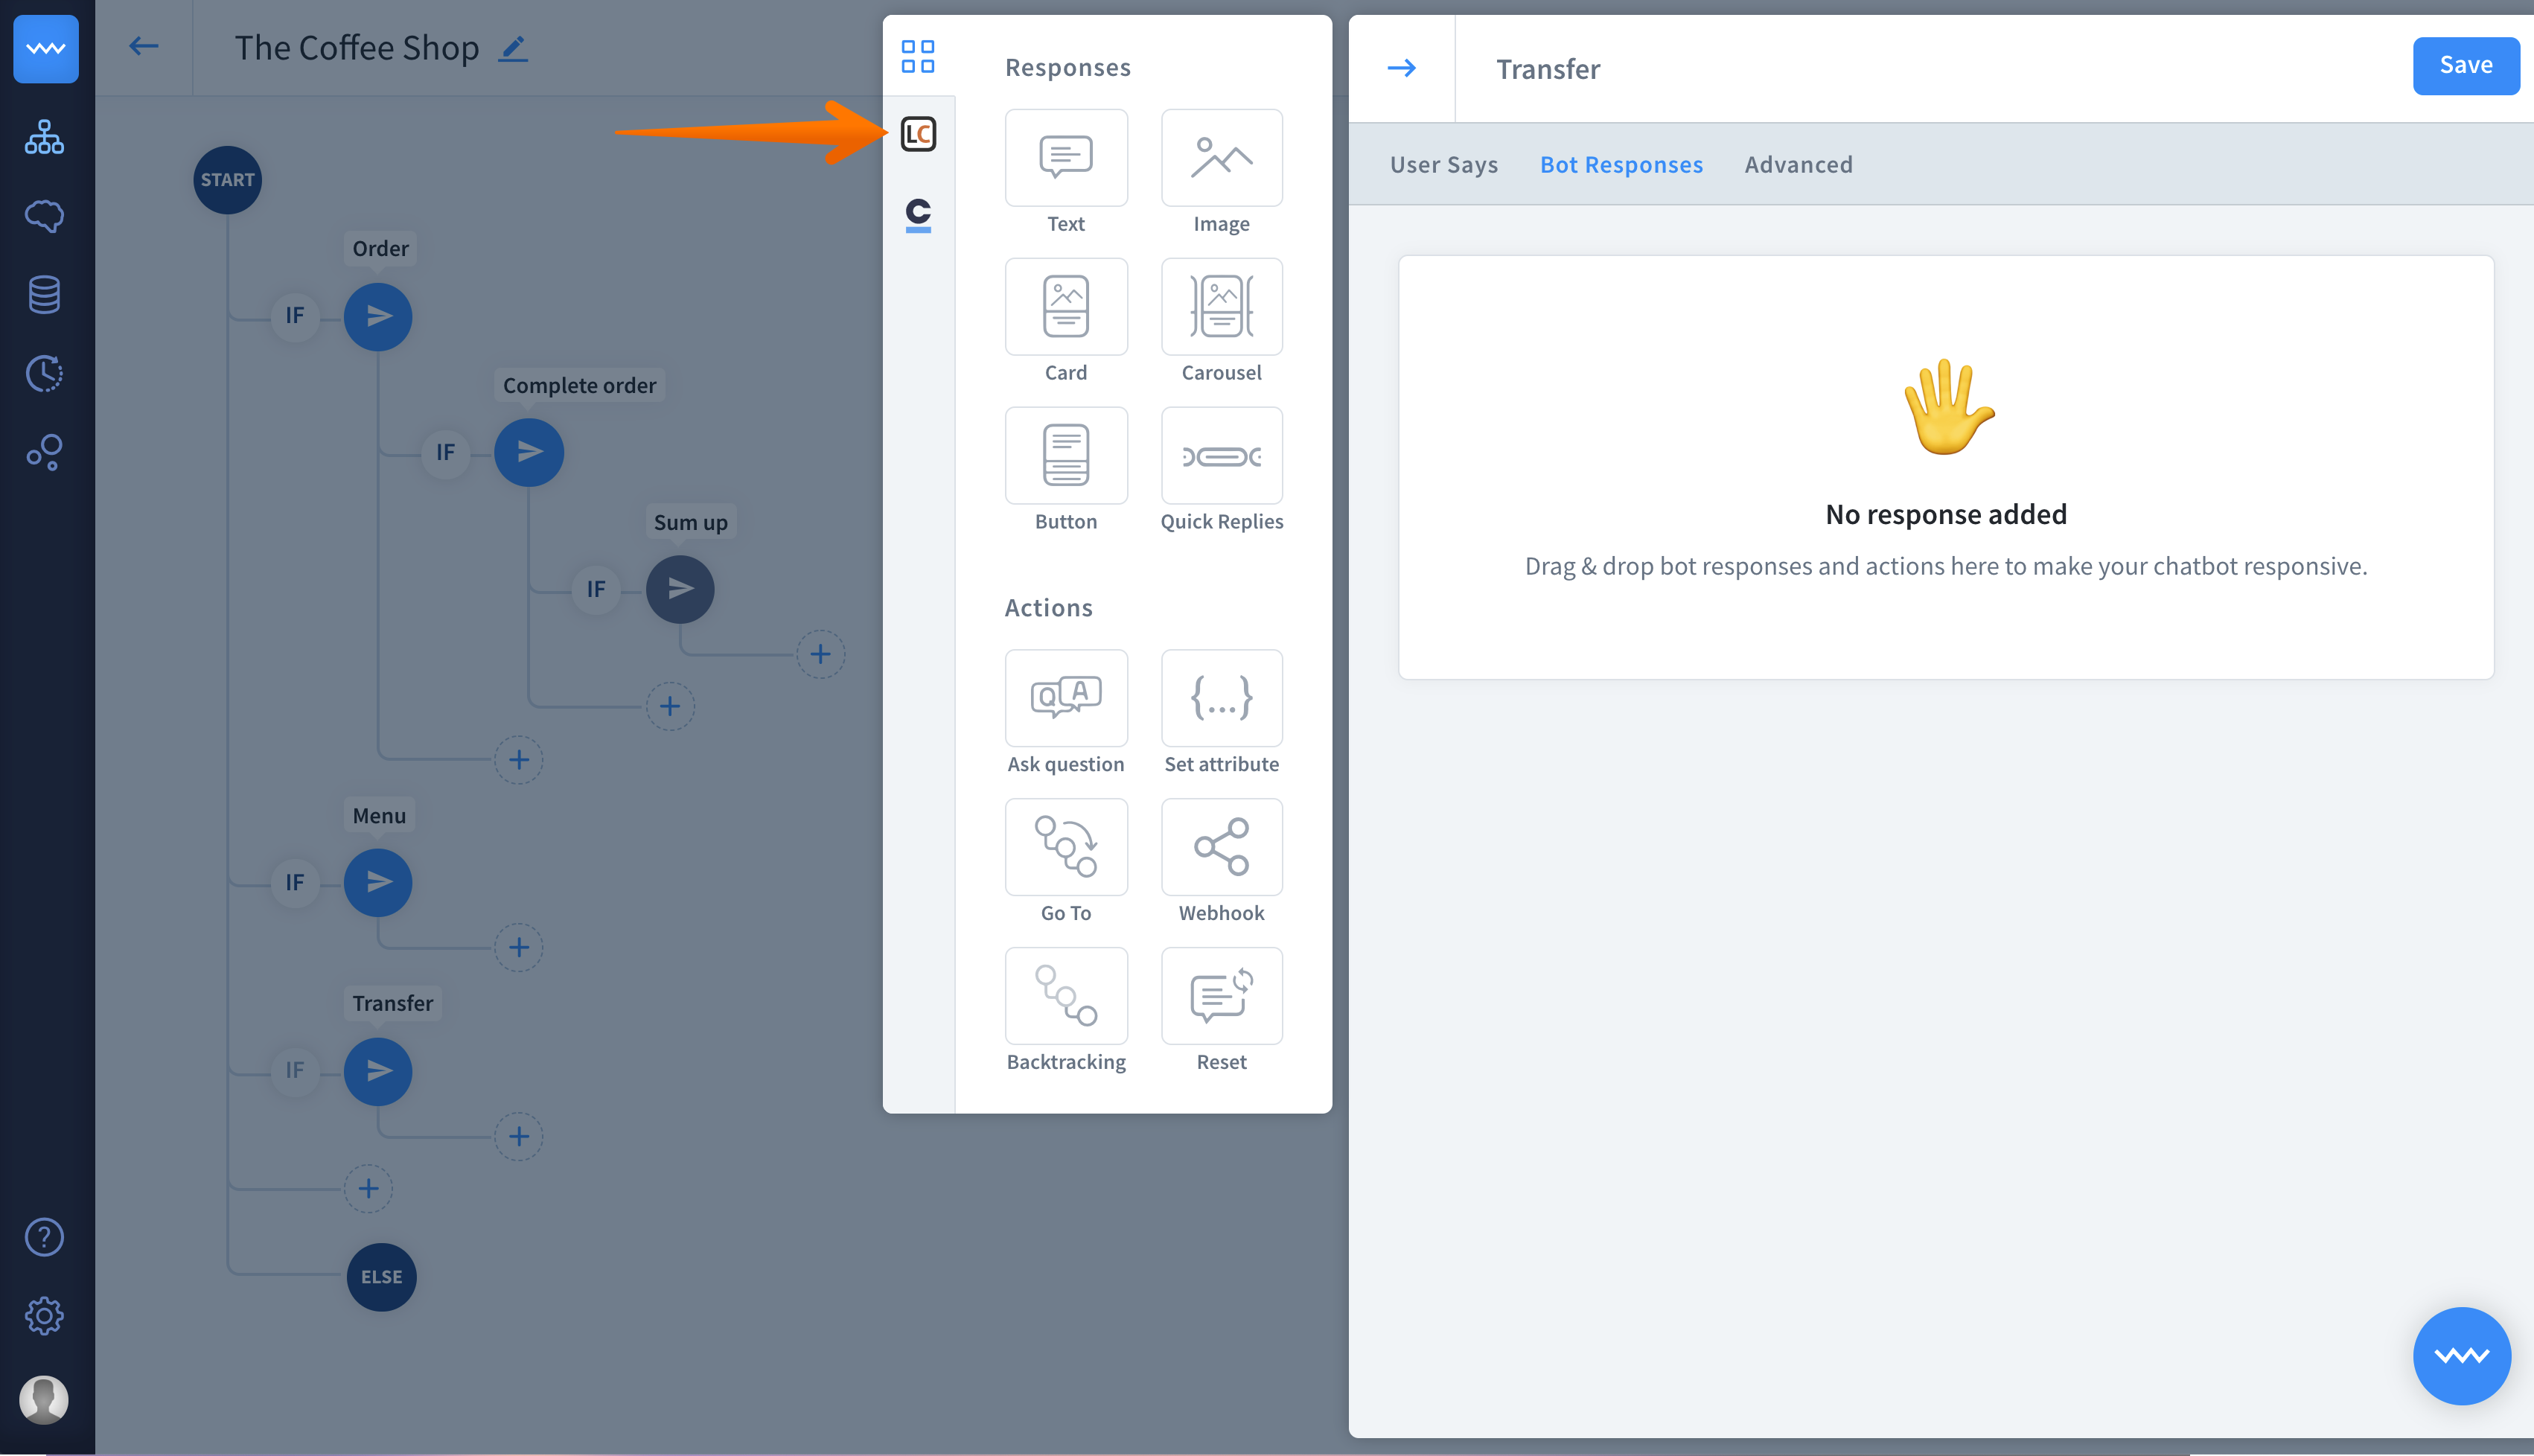 The Coffee Shop
START
Order
IF
Complete order
IF
Sum up
IF
Menu
IF
Transfer
IF
ELSE
?
LC
C
Responses
Text
Image
Card
Carousel
Button
Quick Replies
Actions
Q A
{...}
Ask question
Set attribute
Go To
Webhook
Backtracking
Reset
Transfer
Save
User Says
Bot Responses
Advanced
No response added
Drag & drop bot responses and actions here to make your chatbot responsive.